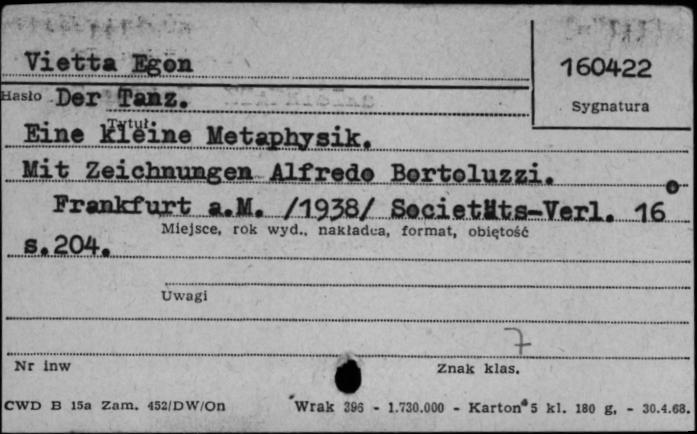 Vietta Egon
160422
Hasło Der Tanz.
Sygnatura
Tytuł
Eine kleine Metaphysik.
Mit Zeichnungen Alfredo Bortoluzzi.
Frankfurt a.M. /1938/ Societäts-Verl. 16°
Miejsce, rok wyd., nakładca, format, objętość
s.204.
Uwagi
7
Nr inw
Znak klas.
CWD B 15a Zam. 452/DW/On Wrak 396 - 1.730.000 - Karton 5 kl. 180 g, - 30.4.68.